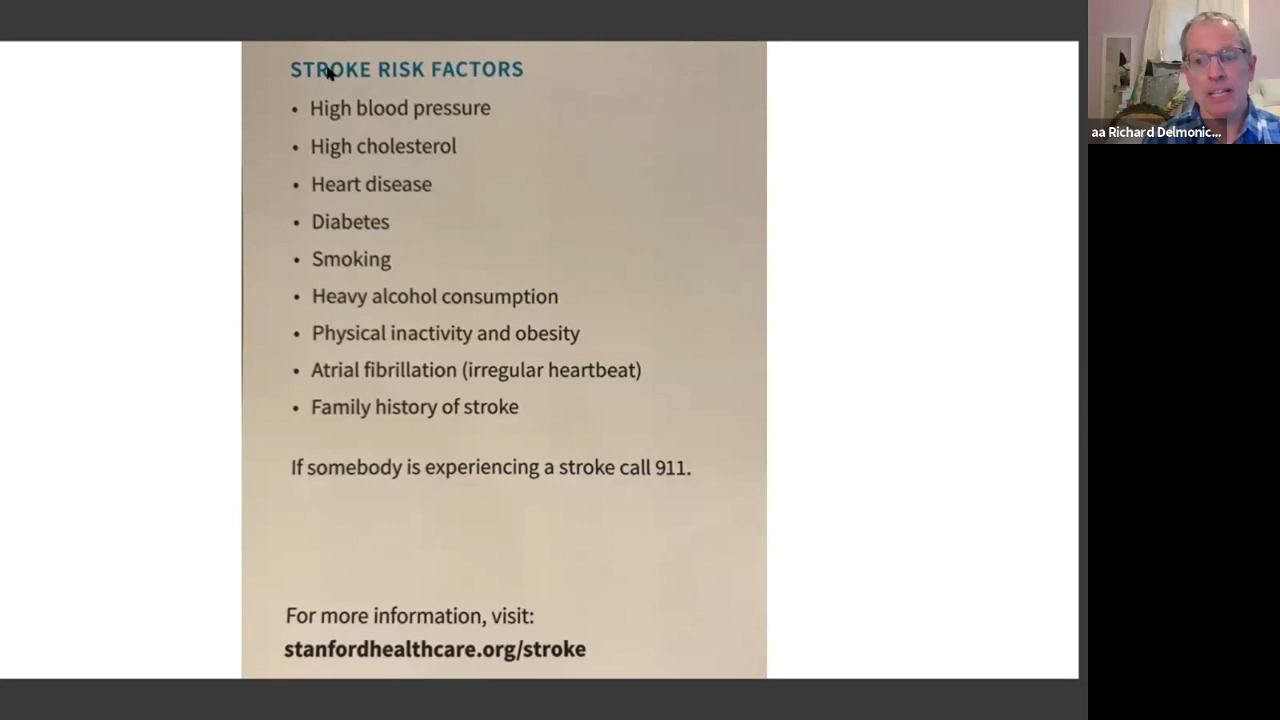 STROKE RISK FACTORS
• High blood pressure
• High cholesterol
• Heart disease
• Diabetes
• Smoking
• Heavy alcohol consumption
• Physical inactivity and obesity
• Atrial fibrillation (irregular heartbeat)
• Family history of stroke
If somebody is experiencing a stroke call 911.
For more information, visit:
stanfordhealthcare.org/stroke
aa Richard Delmonic...